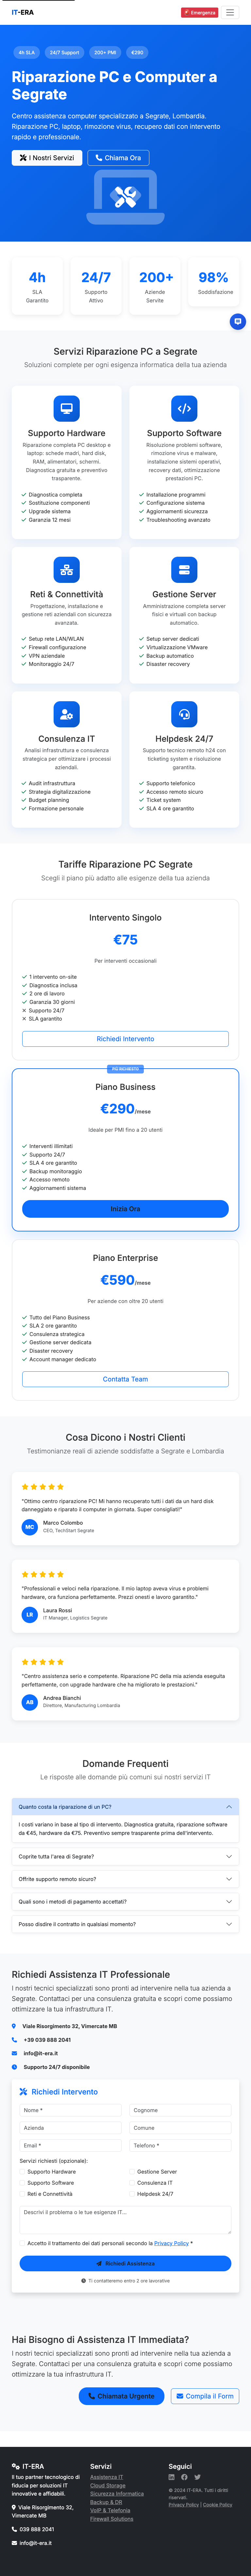 IT-ERA
Emergenza
4h SLA
24/7 Support
200+ PMI
€290
Riparazione PC e Computer a
Segrate
Centro assistenza computer specializzato a Segrate, Lombardia.
Riparazione PC, laptop, rimozione virus, recupero dati con intervento
rapido e professionale.
I Nostri Servizi
Chiama Ora
4h
SLA
Garantito
24/7
Supporto
Attivo
200+
Aziende
Servite
98%
Soddisfazione
Servizi Riparazione PC a Segrate
Soluzioni complete per ogni esigenza informatica della tua azienda
Supporto Hardware
Riparazione completa PC desktop e
laptop: schede madri, hard disk,
RAM, alimentatori, schermi.
Diagnostica gratuita e preventivo
trasparente.
Diagnostica completa
Sostituzione componenti
Upgrade sistema
Garanzia 12 mesi
Supporto Software
Risoluzione problemi software,
rimozione virus e malware,
installazione sistemi operativi,
recovery dati, ottimizzazione
prestazioni PC.
Installazione programmi
Configurazione sistema
Aggiornamenti sicurezza
Troubleshooting avanzato
Reti & Connettività
Progettazione, installazione e
gestione reti aziendali con sicurezza
avanzata.
Setup rete LAN/WLAN
Firewall configurazione
VPN aziendale
Monitoraggio 24/7
Gestione Server
Amministrazione completa server
fisici e virtuali con backup
automatico.
Setup server dedicati
Virtualizzazione VMware
Backup automatico
Disaster recovery
Consulenza IT
Analisi infrastruttura e consulenza
strategica per ottimizzare i processi
aziendali.
Audit infrastruttura
Strategia digitalizzazione
Budget planning
Formazione personale
Helpdesk 24/7
Supporto tecnico remoto h24 con
ticketing system e risoluzione
garantita.
Supporto telefonico
Accesso remoto sicuro
Ticket system
SLA 4 ore garantito
Tariffe Riparazione PC Segrate
Scegli il piano più adatto alle esigenze della tua azienda
Intervento Singolo
€75
Per interventi occasionali
1 intervento on-site
Diagnostica inclusa
2 ore di lavoro
Garanzia 30 giorni
Supporto 24/7
SLA garantito
Richiedi Intervento
PIÙ RICHIESTO
Piano Business
€290/mese
Ideale per PMI fino a 20 utenti
Interventi illimitati
Supporto 24/7
SLA 4 ore garantito
Backup monitoraggio
Accesso remoto
Aggiornamenti sistema
Inizia Ora
Piano Enterprise
€590/mese
Per aziende con oltre 20 utenti
Tutto del Piano Business
SLA 2 ore garantito
Consulenza strategica
Gestione server dedicata
Disaster recovery
Account manager dedicato
Contatta Team
Cosa Dicono i Nostri Clienti
Testimonianze reali di aziende soddisfatte a Segrate e Lombardia
"Ottimo centro riparazione PC! Mi hanno recuperato tutti i dati da un hard disk
danneggiato e riparato il computer in giornata. Super consigliati!"
MC
Marco Colombo
CEO, TechStart Segrate
"Professionali e veloci nella riparazione. Il mio laptop aveva virus e problemi
hardware, ora funziona perfettamente. Prezzi onesti e lavoro garantito."
LR
Laura Rossi
IT Manager, Logistics Segrate
"Centro assistenza serio e competente. Riparazione PC della mia azienda eseguita
perfettamente, con upgrade hardware che ha migliorato le prestazioni."
AB
Andrea Bianchi
Direttore, Manufacturing Lombardia
Domande Frequenti
Le risposte alle domande più comuni sui nostri servizi IT
Quanto costa la riparazione di un PC?
I costi variano in base al tipo di intervento. Diagnostica gratuita, riparazione software
da €45, hardware da €75. Preventivo sempre trasparente prima dell'intervento.
Coprite tutta l'area di Segrate?
Offrite supporto remoto sicuro?
Quali sono i metodi di pagamento accettati?
Posso disdire il contratto in qualsiasi momento?
Richiedi Assistenza IT Professionale
I nostri tecnici specializzati sono pronti ad intervenire nella tua azienda a
Segrate. Contattaci per una consulenza gratuita e scopri come possiamo
ottimizzare la tua infrastruttura IT.
Viale Risorgimento 32, Vimercate MB
+39 039 888 2041
info@it-era.it
Supporto 24/7 disponibile
Richiedi Intervento
Nome *
Cognome
Azienda
Comune
Email *
Telefono *
Servizi richiesti (opzionale):
Supporto Hardware
Gestione Server
Supporto Software
Consulenza IT
Reti e Connettività
Helpdesk 24/7
Descrivi il problema o le tue esigenze IT...
Accetto il trattamento dei dati personali secondo la Privacy Policy *
Richiedi Assistenza
Ti contatteremo entro 2 ore lavorative
Hai Bisogno di Assistenza IT Immediata?
I nostri tecnici specializzati sono pronti ad intervenire nella tua azienda a
Segrate. Contattaci per una consulenza gratuita e scopri come possiamo
ottimizzare la tua infrastruttura IT.
Chiamata Urgente
Compila il Form
IT-ERA
Il tuo partner tecnologico di
fiducia per soluzioni IT
innovative e affidabili.
Viale Risorgimento 32,
Vimercate MB
039 888 2041
info@it-era.it
Servizi
Assistenza IT
Cloud Storage
Sicurezza Informatica
Backup & DR
VoIP & Telefonia
Firewall Solutions
Seguici
© 2024 IT-ERA. Tutti i diritti
riservati.
Privacy Policy | Cookie Policy